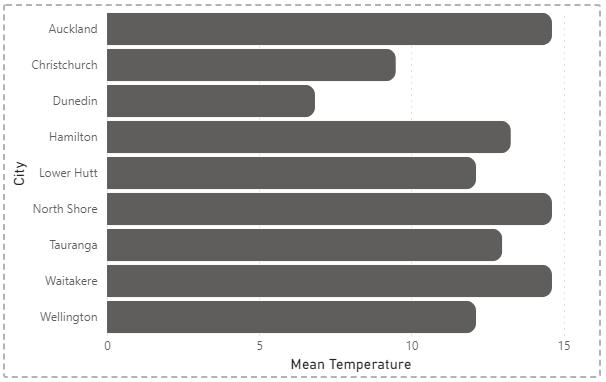 Auckland
Christchurch
Dunedin
Hamilton
Lower Hutt
North Shore
Tauranga
Waitakere
Wellington
City
0 5 10 15
Mean Temperature